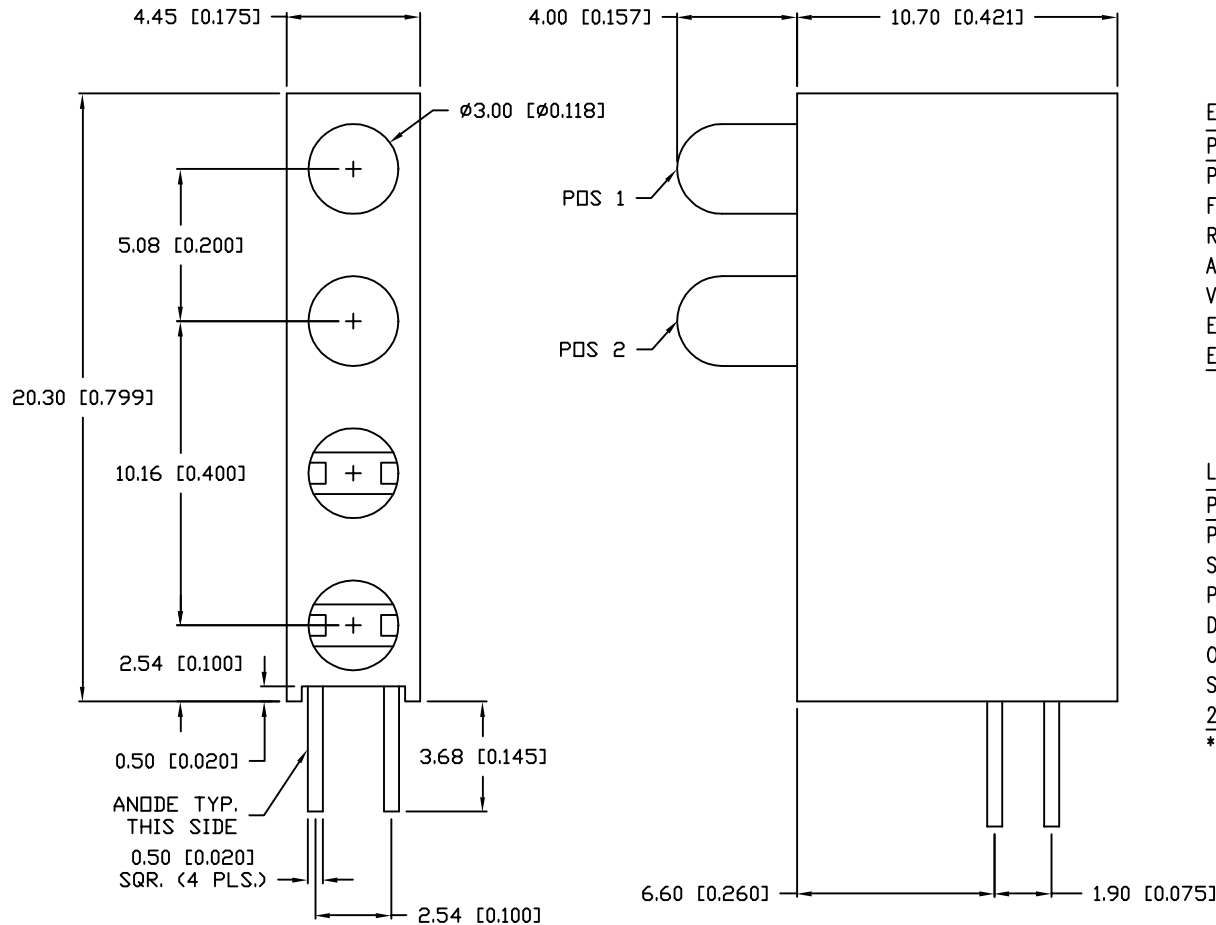 4.45 [0.175]
4.00 [0.157]
10.70 [0.421]
ø3.00 [ø0.118]
POS 1
5.08 [0.200]
POS 2
20.30 [0.799]
10.16 [0.400]
2.54 [0.100]
0.50 [0.020]
3.68 [0.145]
ANODE TYP.
THIS SIDE
0.50 [0.020]
SQR. (4 PLS.)
2.54 [0.100]
6.60 [0.260]
1.90 [0.075]
E
P
P
F
R
A
V
E
E
L
P
P
S
P
D
O
S
2
*